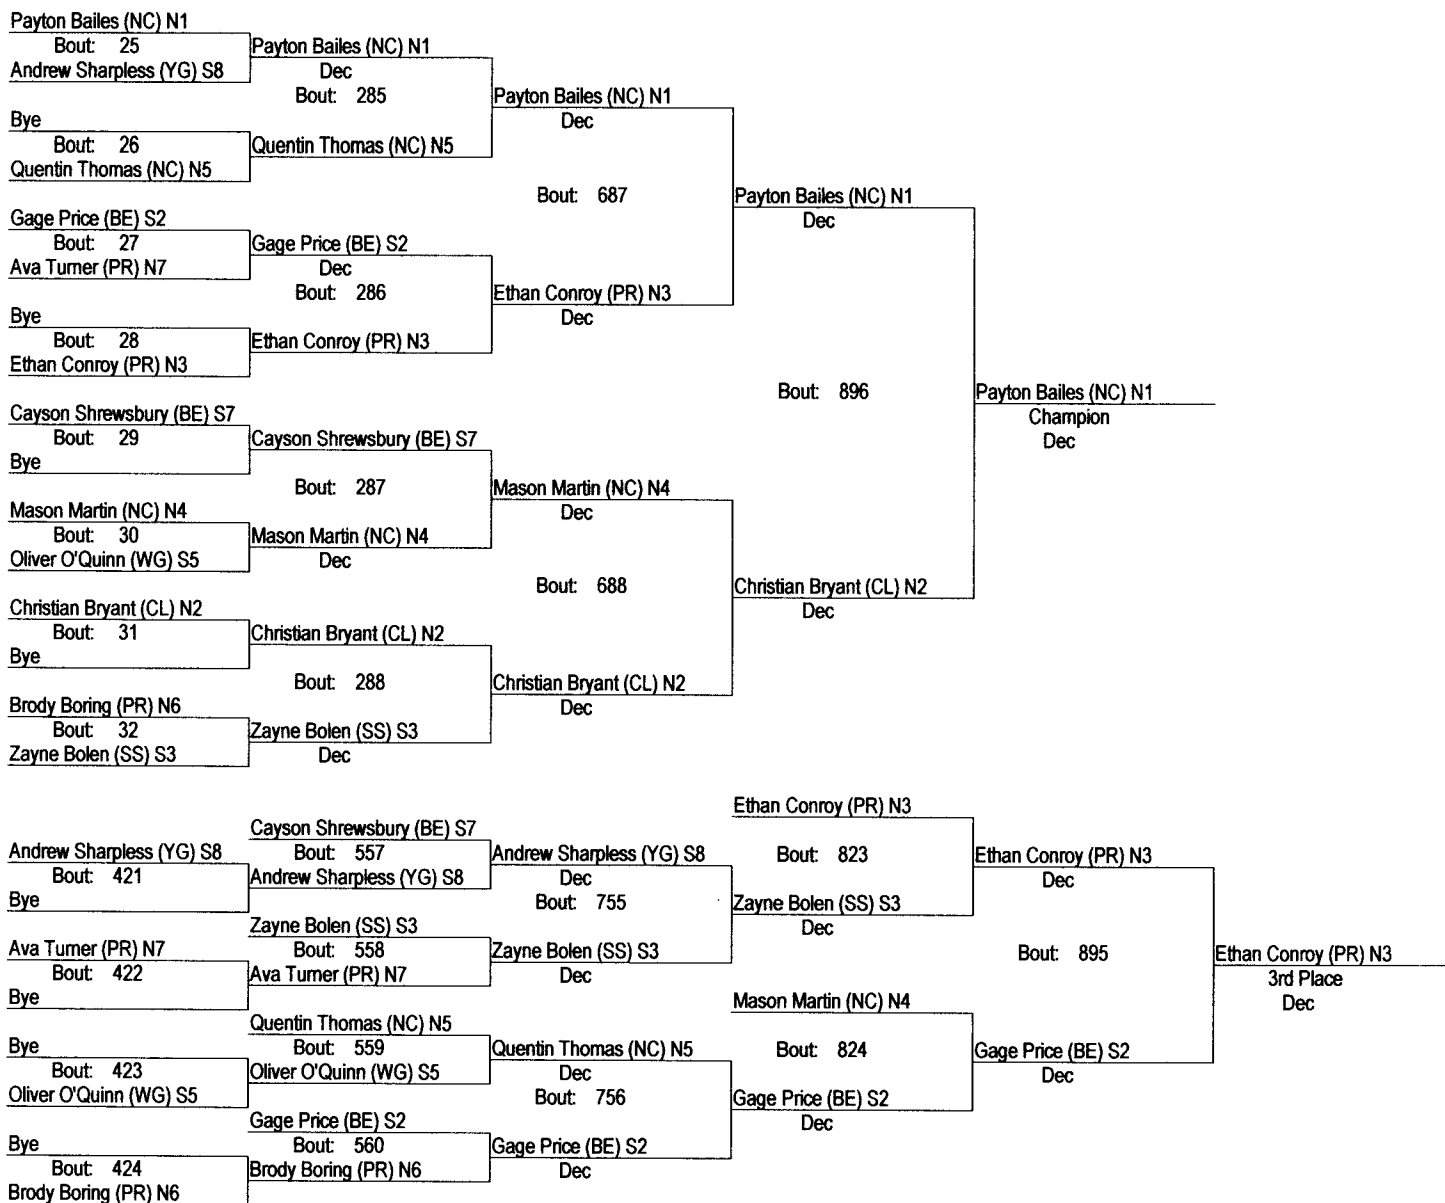 Payton Bailes (NC) N1
Bout: 25
Andrew Sharpless (YG) S8
Payton Bailes (NC) N1
Dec
Bout: 285
Bye
Bout: 26
Quentin Thomas (NC) N5
Quentin Thomas (NC) N5
Payton Bailes (NC) N1
Dec
Bout: 687
Gage Price (BE) S2
Bout: 27
Ava Turner (PR) N7
Gage Price (BE) S2
Dec
Bout: 286
Bye
Bout: 28
Ethan Conroy (PR) N3
Ethan Conroy (PR) N3
Ethan Conroy (PR) N3
Dec
Payton Bailes (NC) N1
Dec
Bout: 896
Payton Bailes (NC) N1
Champion
Dec
Cayson Shrewsbury (BE) S7
Bout: 29
Bye
Cayson Shrewsbury (BE) S7
Bout: 287
Mason Martin (NC) N4
Bout: 30
Oliver O'Quinn (WG) S5
Mason Martin (NC) N4
Dec
Mason Martin (NC) N4
Dec
Bout: 688
Christian Bryant (CL) N2
Dec
Christian Bryant (CL) N2
Bout: 31
Bye
Christian Bryant (CL) N2
Bout: 288
Brody Boring (PR) N6
Bout: 32
Zayne Bolen (SS) S3
Zayne Bolen (SS) S3
Dec
Christian Bryant (CL) N2
Dec
Andrew Sharpless (YG) S8
Bout: 421
Bye
Cayson Shrewsbury (BE) S7
Bout: 557
Andrew Sharpless (YG) S8
Andrew Sharpless (YG) S8
Dec
Bout: 755
Ava Turner (PR) N7
Bout: 422
Bye
Zayne Bolen (SS) S3
Bout: 558
Ava Turner (PR) N7
Zayne Bolen (SS) S3
Dec
Ethan Conroy (PR) N3
Bout: 823
Zayne Bolen (SS) S3
Dec
Ethan Conroy (PR) N3
Dec
Bout: 895
Ethan Conroy (PR) N3
3rd Place
Dec
Bye
Bout: 423
Oliver O'Quinn (WG) S5
Quentin Thomas (NC) N5
Bout: 559
Oliver O'Quinn (WG) S5
Quentin Thomas (NC) N5
Dec
Bout: 756
Bye
Bout: 424
Brody Boring (PR) N6
Gage Price (BE) S2
Bout: 560
Brody Boring (PR) N6
Gage Price (BE) S2
Dec
Mason Martin (NC) N4
Bout: 824
Gage Price (BE) S2
Dec
Gage Price (BE) S2
Dec